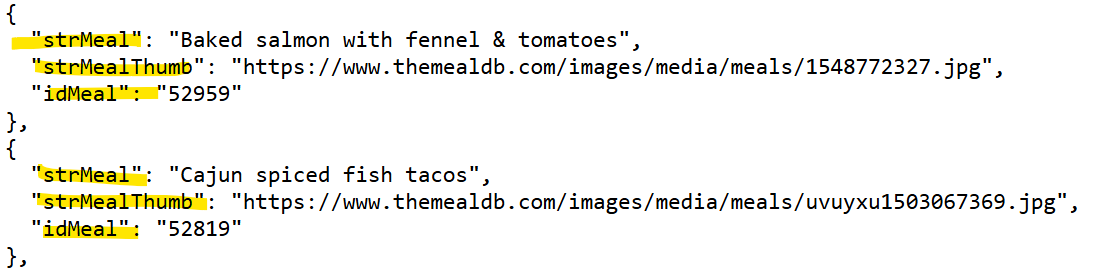 {
"strMeal": "Baked salmon with fennel & tomatoes",
"strMealThumb": "https://www.themealdb.com/images/media/meals/1548772327.jpg",
"idMeal": "52959"
},
{
"strMeal": "Cajun spiced fish tacos",
"strMealThumb": "https://www.themealdb.com/images/media/meals/uvuyxu1503067369.jpg",
"idMeal": "52819"
},